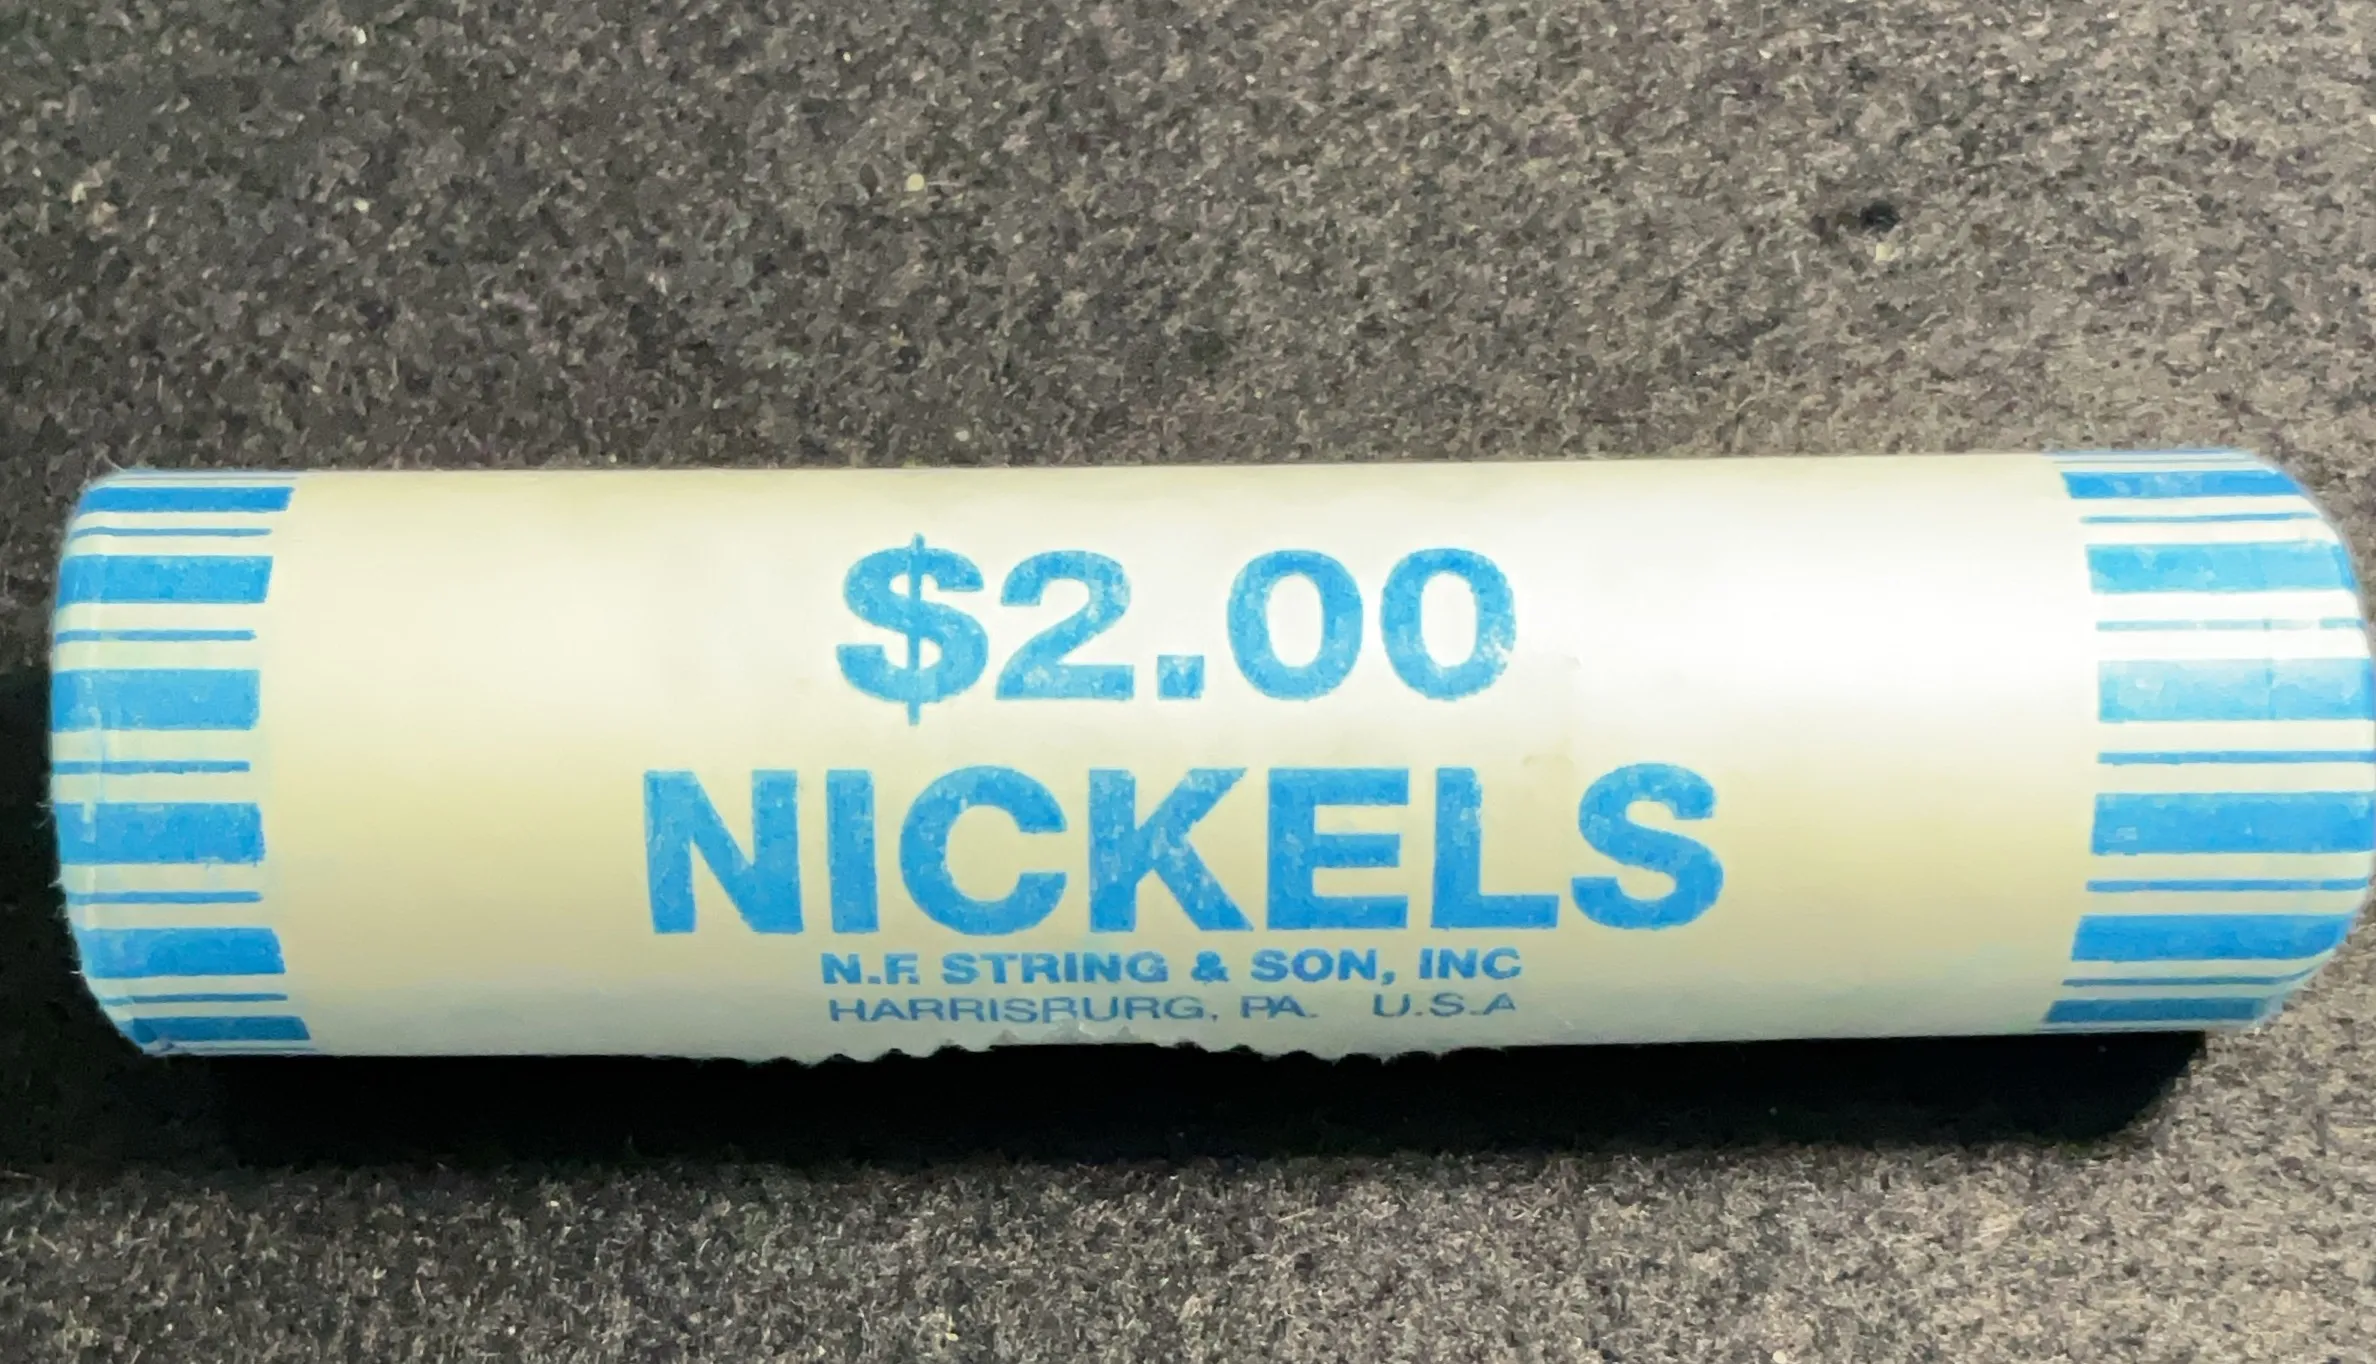 $2.00
NICKELS
N.F. STRING & SON, INC
HARRISBURG, PA. U.S.A